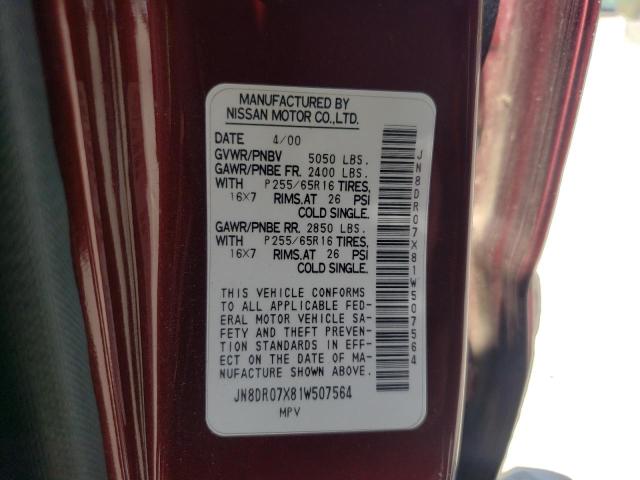 MANUFACTURED BY
NISSAN MOTOR CO.,LTD.
DATE 4/00
GVWR/PNBV 5050 LBS.
GAWR/PNBE FR. 2400 LBS.
WITH P255/65R16 TIRES,
16X7 RIMS,AT 26 PSI
COLD SINGLE.
GAWR/PNBE RR. 2850 LBS.
WITH P255/65R16 TIRES,
16X7 RIMS,AT 26 PSI
COLD SINGLE.
THIS VEHICLE CONFORMS
TO ALL APPLICABLE FED-
ERAL MOTOR VEHICLE SA-
FETY AND THEFT PREVEN-
TION STANDARDS IN EFF-
ECT ON THE DATE OF MA-
NUFACTURE SHOWN ABOVE.
JN8DR07X81W507564
MPV
JN8DR07X81W507564